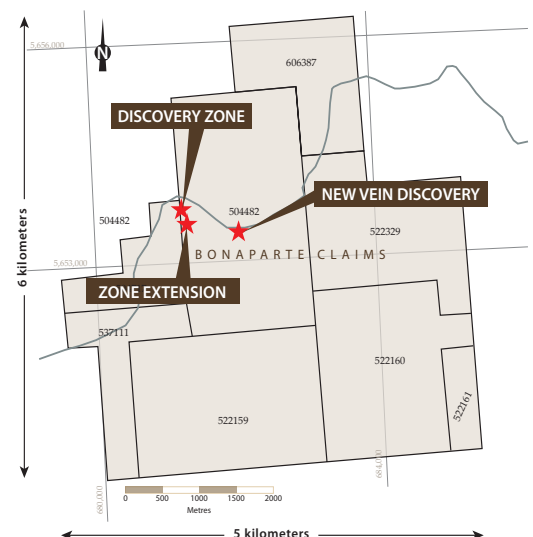 5,656,000
N
606387
DISCOVERY ZONE
NEW VEIN DISCOVERY
504482
504482
522329
BONAPARTE CLAIMS
5,653,000
ZONE EXTENSION
6 kilometers
537111
522160
522161
522159
680,000
684,000
0 500 1000 1500 2000
Metres
5 kilometers